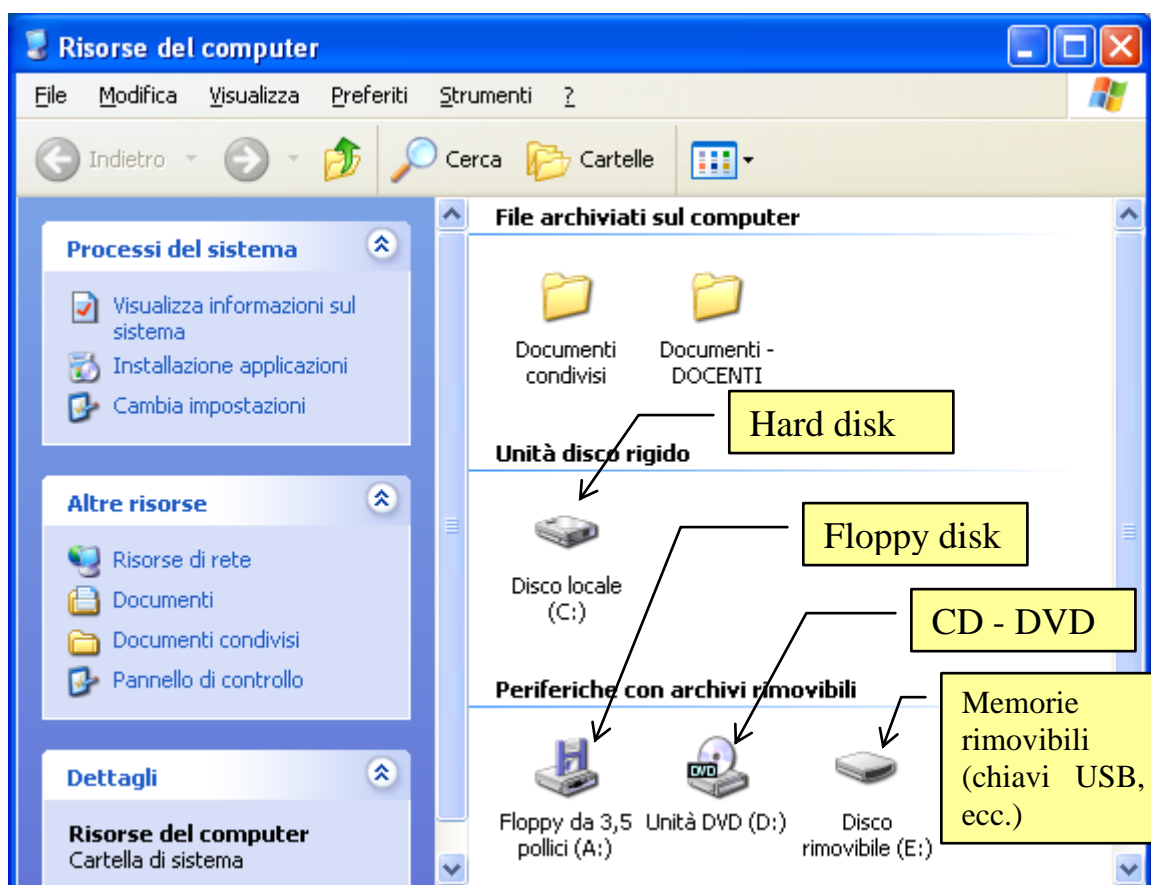 Risorse del computer
File Modifica Visualizza Preferiti Strumenti ?
Indietro Cerca Cartelle
Processi del sistema
Visualizza informazioni sul
sistema
Installazione applicazioni
Cambia impostazioni
Altre risorse
Risorse di rete
Documenti
Documenti condivisi
Pannello di controllo
Dettagli
Risorse del computer
Cartella di sistema
File archiviati sul computer
Documenti
condivisi
Documenti -
DOCENTI
Hard disk
Unità disco rigido
Disco locale
(C:)
Floppy disk
CD - DVD
Periferiche con archivi rimovibili
Memorie
rimovibili
(chiavi USB,
ecc.)
DVD
Floppy da 3,5
pollici (A:)
Unità DVD (D:)
Disco
rimovibile (E:)